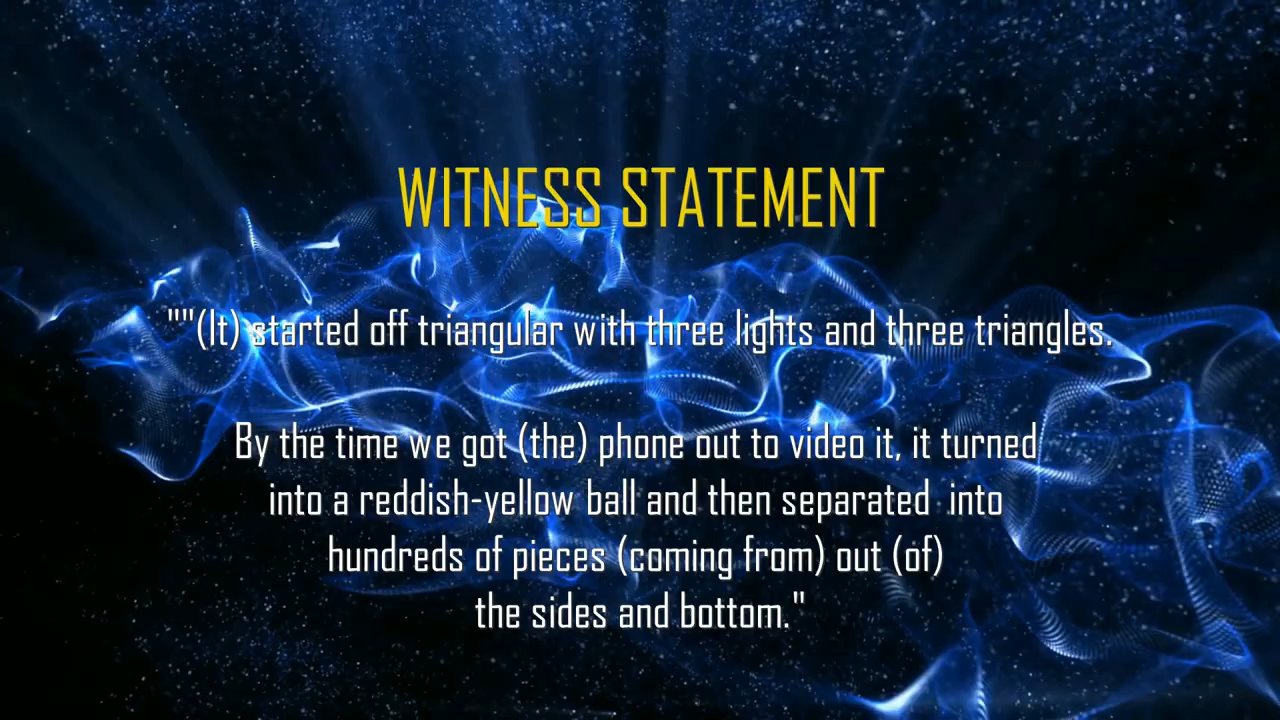 WITNESS STATEMENT
""(It) started off triangular with three lights and three triangles.
By the time we got (the) phone out to video it, it turned
into a reddish-yellow ball and then separated  into
hundreds of pieces (coming from) out (of)
the sides and bottom."